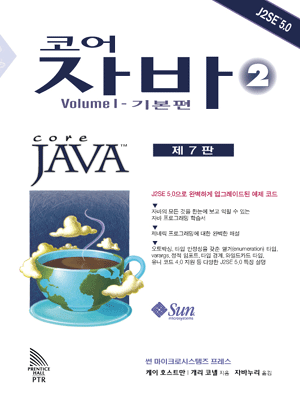 J2SE 5.0
코어
자바 2
Volume I - 기본편
core
JAVA™
제 7 판
J2SE 5.0으로 완벽하게 업그레이드된 예제 코드
자바의 모든 것을 한눈에 보고 익힐 수 있는
자바 프로그래밍 학습서
제네릭 프로그래밍에 대한 완벽한 해설
오토박싱, 타입 안정성을 갖춘 열거(enumeration) 타입,
varargs, 정적 임포트, 타입 경계, 와일드카드 타입,
유니 코드 4.0 지원 등 다양한 J2SE 5.0 특징 설명
Sun
microsystems
PRENTICE
HALL
PTR
썬 마이크로시스템즈 프레스
케이 호스트만 | 개리 코넬 지음 자바누리 옮김